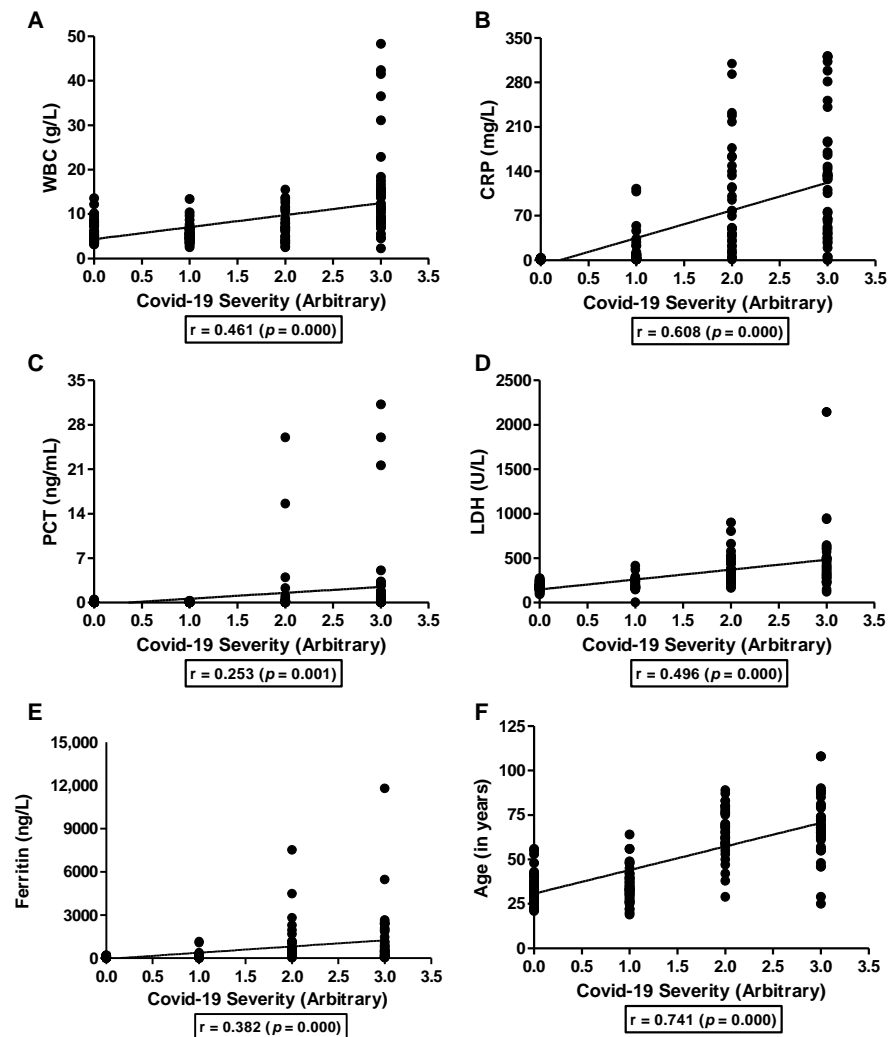 A
50
40
30
20
10
0
WBC (g/L)
0.0 0.5 1.0 1.5 2.0 2.5 3.0 3.5
Covid-19 Severity (Arbitrary)
r = 0.461 (p = 0.000)
B
350
280
210
140
70
0
CRP (mg/L)
0.0 0.5 1.0 1.5 2.0 2.5 3.0 3.5
Covid-19 Severity (Arbitrary)
r = 0.608 (p = 0.000)
C
35
28
21
14
7
0
PCT (ng/mL)
0.0 0.5 1.0 1.5 2.0 2.5 3.0 3.5
Covid-19 Severity (Arbitrary)
r = 0.253 (p = 0.001)
D
2500
2000
1500
1000
500
0
LDH (U/L)
0.0 0.5 1.0 1.5 2.0 2.5 3.0 3.5
Covid-19 Severity (Arbitrary)
r = 0.496 (p = 0.000)
E
15,000
12,000
9000
6000
3000
0
Ferritin (ng/L)
0.0 0.5 1.0 1.5 2.0 2.5 3.0 3.5
Covid-19 Severity (Arbitrary)
r = 0.382 (p = 0.000)
F
125
100
75
50
25
0
Age (in years)
0.0 0.5 1.0 1.5 2.0 2.5 3.0 3.5
Covid-19 Severity (Arbitrary)
r = 0.741 (p = 0.000)